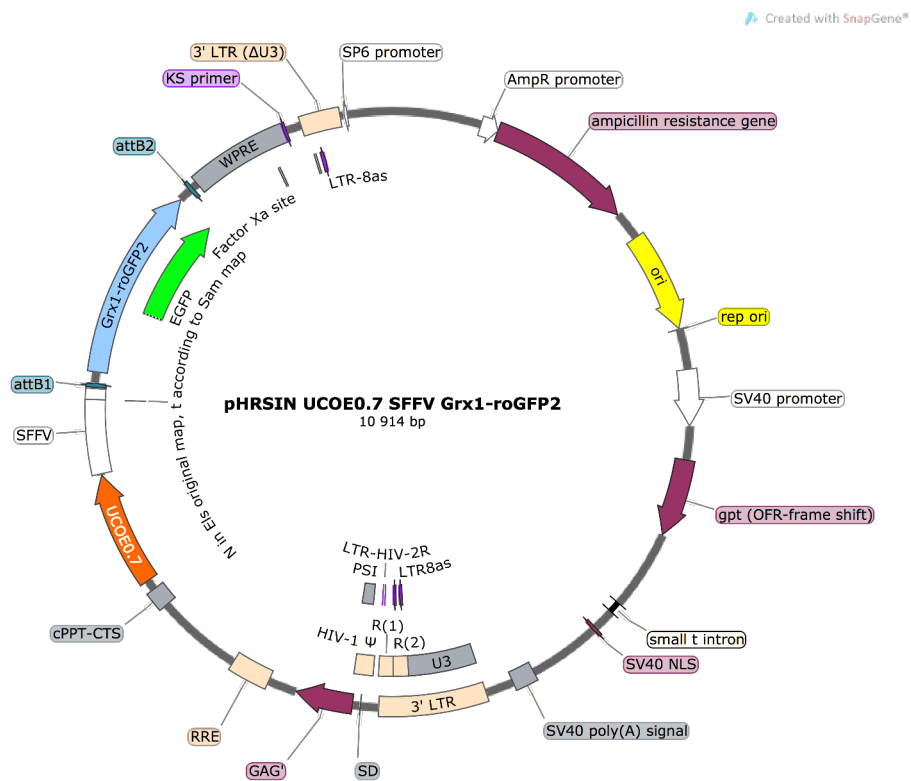 Created with SnapGene®
3' LTR (ΔU3)
SP6 promoter
KS primer
AmpR promoter
ampicillin resistance gene
attB2
WPRE
LTR-8as
Factor Xa site
Grx1-roGFP2
EGFP
ori
rep ori
N in Els original map, t according to Sam map
attB1
pHRSIN UCOE0.7 SFFV Grx1-roGFP2
10 914 bp
SV40 promoter
SFFV
UCOE0.7
gpt (OFR-frame shift)
LTR-HIV-2R
PSI
LTR8as
cPPT-CTS
R(1)
HIV-1 Ψ
R(2)
U3
small t intron
SV40 NLS
3' LTR
SV40 poly(A) signal
RRE
GAG'
SD